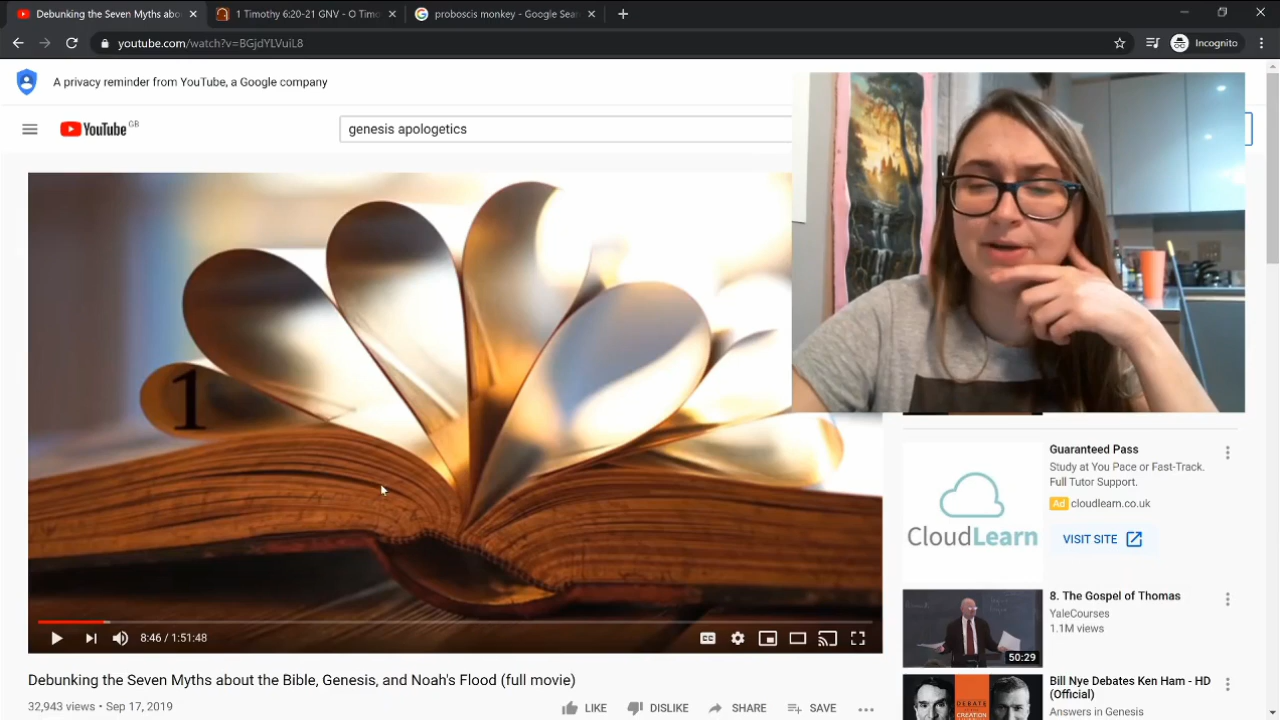 Debunking the Seven Myths abo
1 Timothy 6:20-21 GNV - O Timo
proboscis monkey - Google Sear
youtube.com/watch?v=BGjdYLVuiL8
Incognito
A privacy reminder from YouTube, a Google company
YouTube GB
genesis apologetics
1
8:46 / 1:51:48
CC
Debunking the Seven Myths about the Bible, Genesis, and Noah's Flood (full movie)
32,943 views • Sep 17, 2019
LIKE
DISLIKE
SHARE
SAVE
CloudLearn
Guaranteed Pass
Study at You Pace or Fast-Track.
Full Tutor Support.
Ad cloudlearn.co.uk
VISIT SITE
50:29
8. The Gospel of Thomas
YaleCourses
1.1M views
DEBATE
CREATION
Bill Nye Debates Ken Ham - HD
(Official)
Answers in Genesis